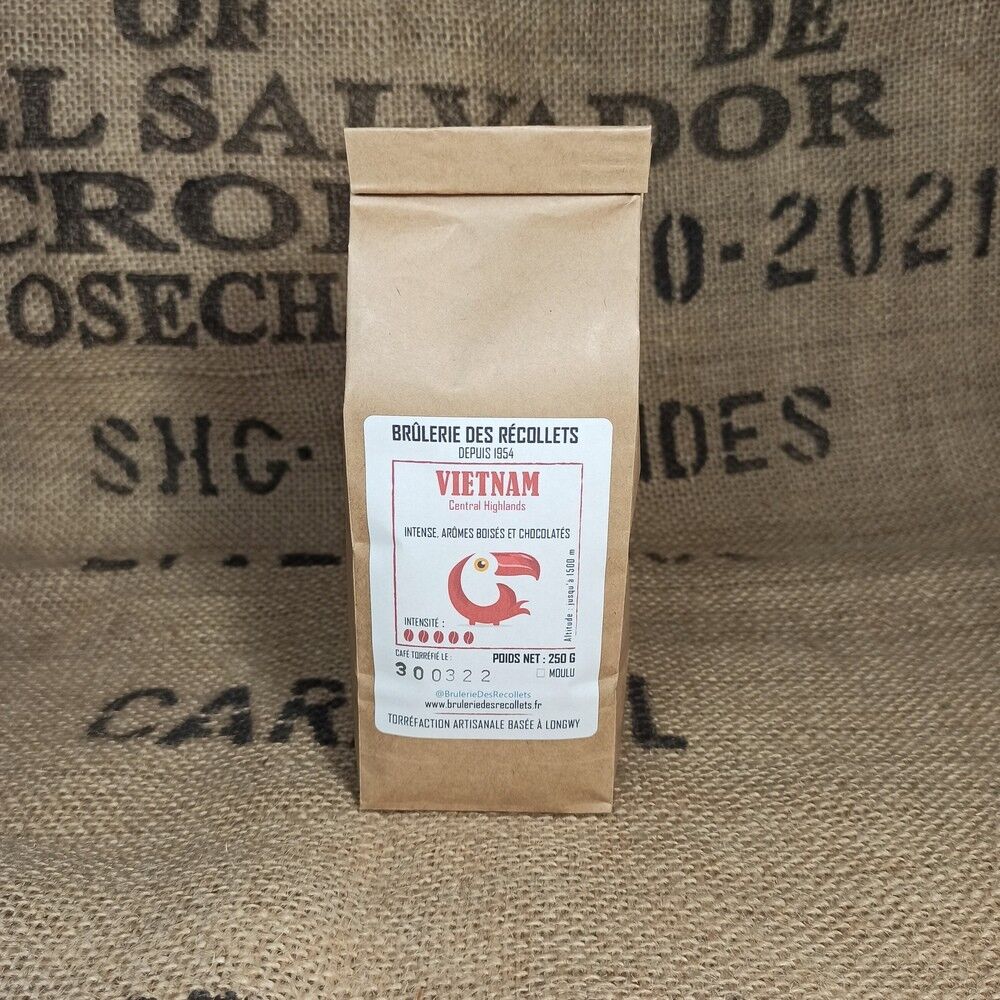 OF DE
L SALVADOR
CRO 0-2021
OSECH
SHG- DES
BRÛLERIE DES RÉCOLLETS
DEPUIS 1954
VIETNAM
Central Highlands
INTENSE, ARÔMES BOISÉS ET CHOCOLATÉS
Altitude : jusqu'à 1500 m
INTENSITÉ :
CAFÉ TORRÉFIÉ LE :
POIDS NET : 250 G
300322
MOULU
@BrulerieDesRecollets
www.bruleriedesrecollets.fr
TORRÉFACTION ARTISANALE BASÉE À LONGWY
CAR L